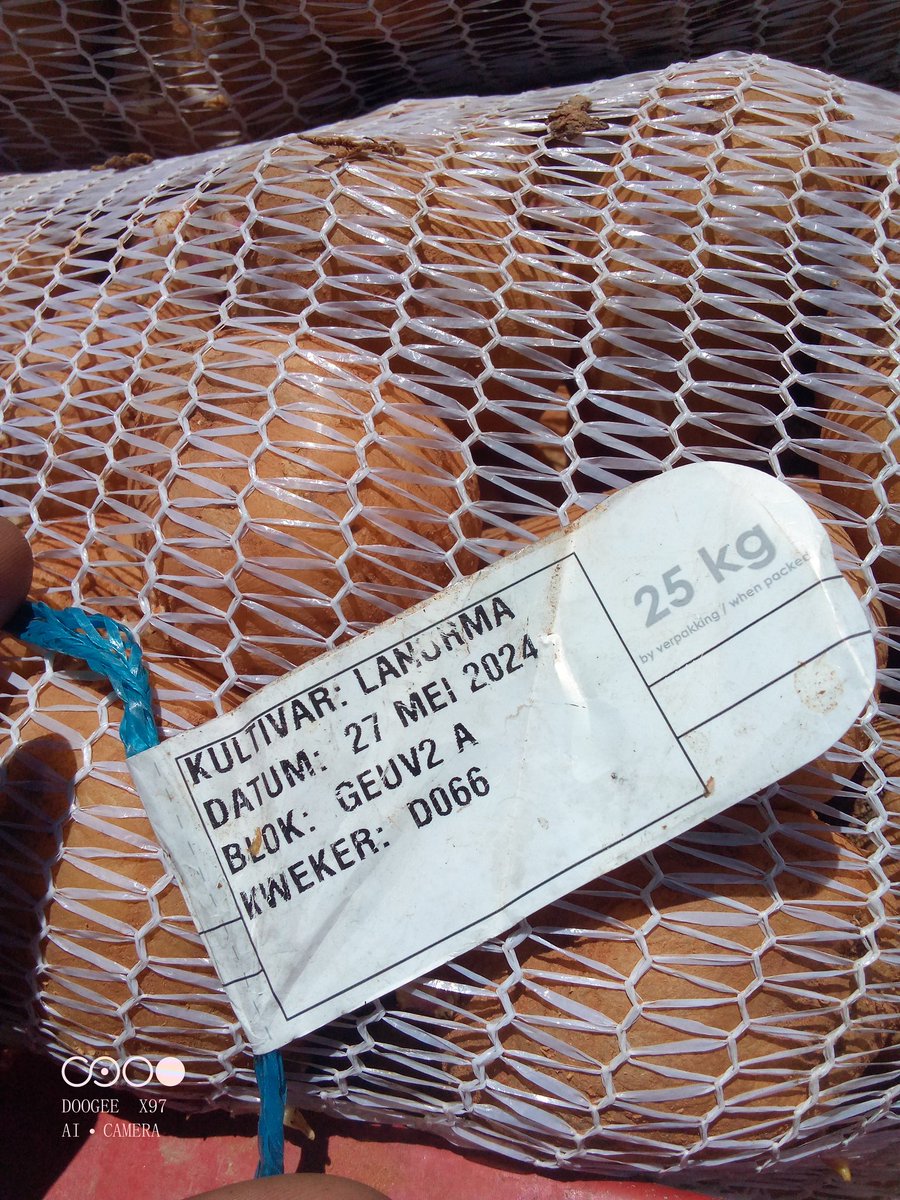 25 kg
by verpakking / when packed
KULTIVAR: LANORMA
DATUM: 27 MEI 2024
BLOK: GEUV2 A
KWEKER: D066
DOOGEE X97
AI • CAMERA